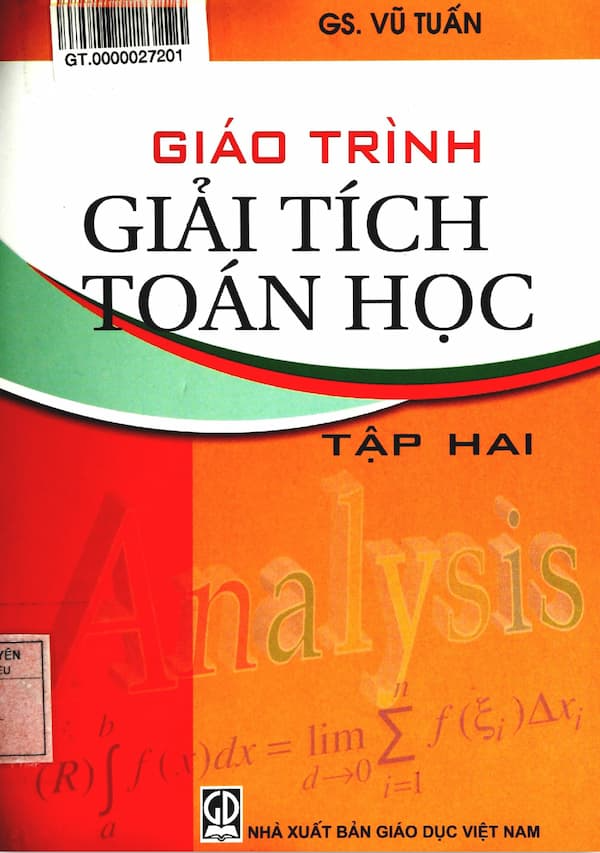 GS. VŨ TUẤN
GT.0000027201
GIÁO TRÌNH
GIẢI TÍCH
TOÁN HỌC
TẬP HAI
Analysis
(R)∫_a^b f(x)dx = lim_{d→0} ∑_{i=1}^n f(ξ_i)Δx_i
GD
NHÀ XUẤT BẢN GIÁO DỤC VIỆT NAM